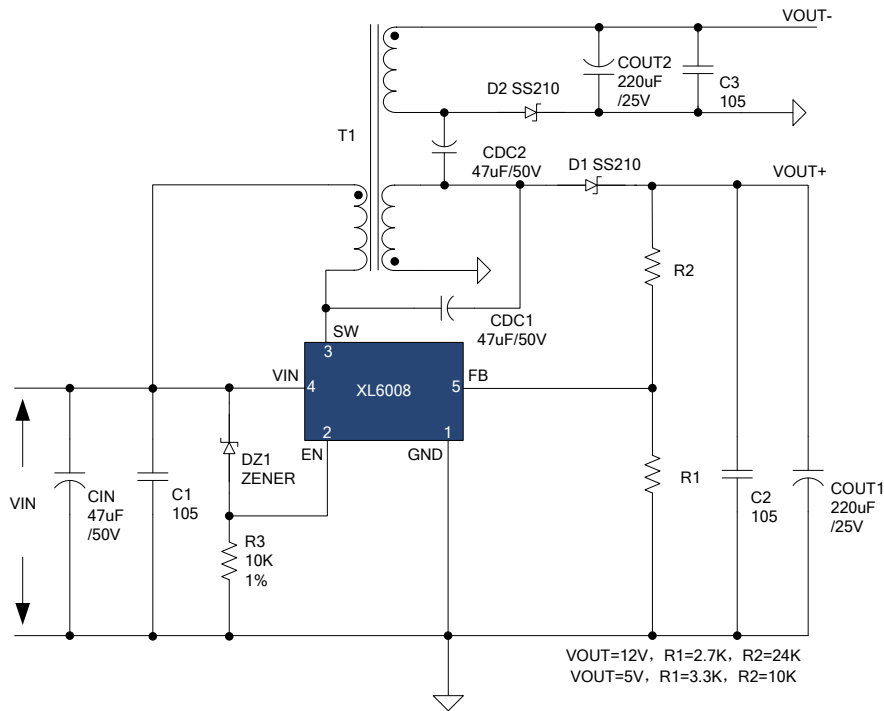 VOUT-
COUT2
220uF
/25V
C3
105
D2 SS210
T1
CDC2
47uF/50V
D1 SS210
VOUT+
R2
CDC1
47uF/50V
SW
3
VIN
4
XL6008
5
FB
2
1
EN
GND
DZ1
ZENER
R1
VIN
CIN
47uF
/50V
C1
105
C2
105
COUT1
220uF
/25V
R3
10K
1%
VOUT=12V，R1=2.7K，R2=24K
VOUT=5V，R1=3.3K，R2=10K